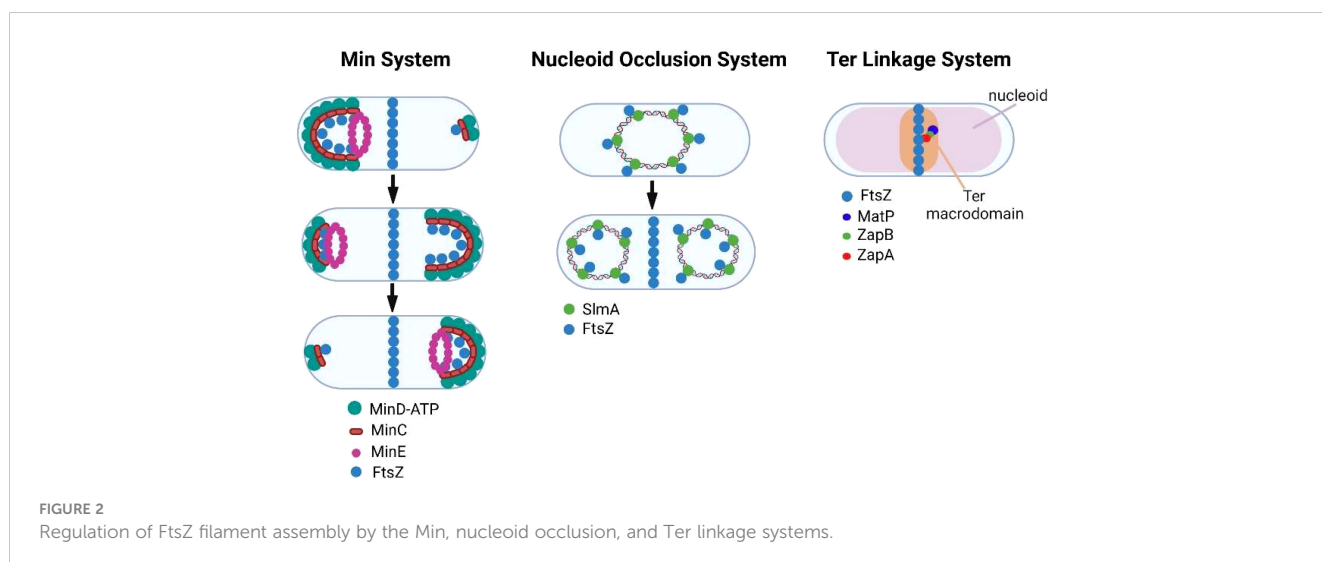 Min System
Nucleoid Occlusion System
Ter Linkage System
nucleoid
Ter
macrodomain
MinD-ATP
MinC
MinE
FtsZ
SlmA
FtsZ
FtsZ
MatP
ZapB
ZapA
FIGURE 2
Regulation of FtsZ filament assembly by the Min, nucleoid occlusion, and Ter linkage systems.